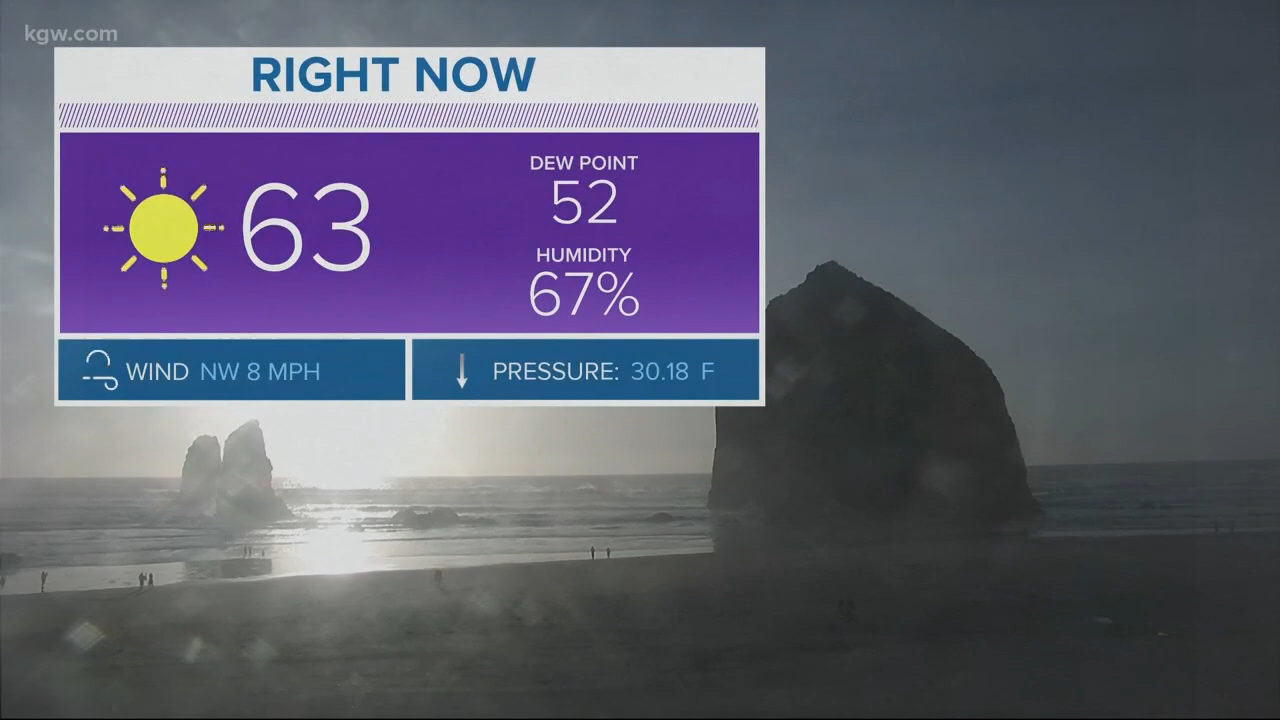 kgw.com
RIGHT NOW
63
DEW POINT
52
HUMIDITY
67%
WIND NW 8 MPH
PRESSURE: 30.18 F